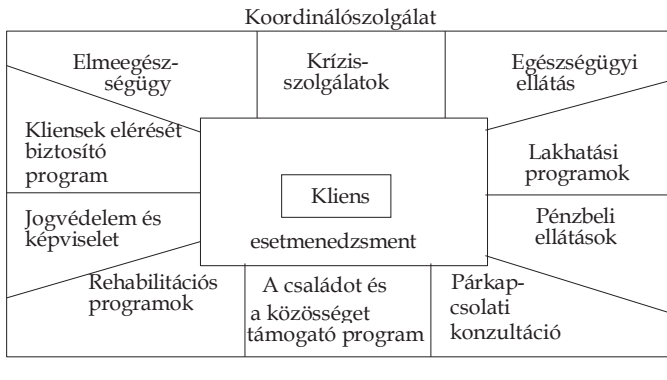 Koordinálószolgálat
Elmeegész-
ségügy
Krízis-
szolgálatok
Egészségügyi
ellátás
Kliensek elérését
biztosító
program
Lakhatási
programok
Kliens
esetmenedzsment
Jogvédelem és
képviselet
Pénzbeli
ellátások
Rehabilitációs
programok
A családot és
a közösséget
támogató program
Párkap-
csolati
konzultáció